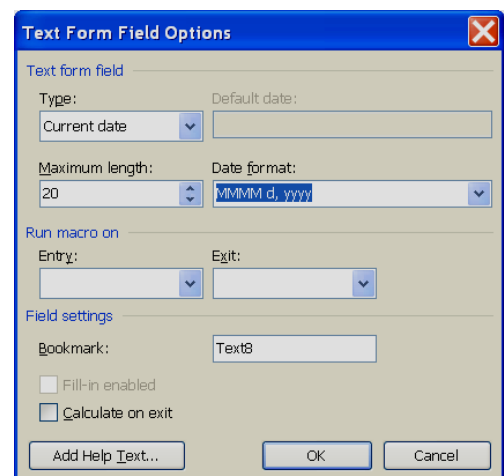 Text Form Field Options
Text form field
Type: Default date:
Current date
Maximum length: Date format:
20 MMMM d, yyyy
Run macro on
Entry: Exit:
Field settings
Bookmark: Text8
Fill-in enabled
Calculate on exit
Add Help Text... OK Cancel